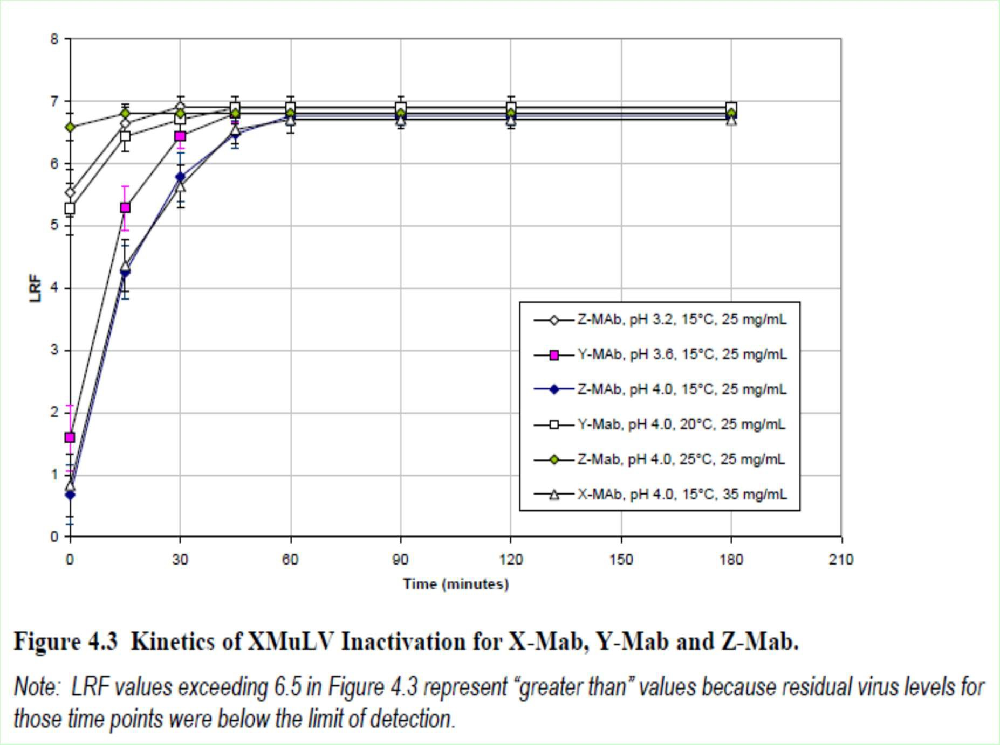 8
7
6
5
4
3
2
1
0
LRF
0 30 60 90 120 150 180 210
Time (minutes)
Z-MAb, pH 3.2, 15°C, 25 mg/mL
Y-MAb, pH 3.6, 15°C, 25 mg/mL
Z-MAb, pH 4.0, 15°C, 25 mg/mL
Y-Mab, pH 4.0, 20°C, 25 mg/mL
Z-Mab, pH 4.0, 25°C, 25 mg/mL
X-MAb, pH 4.0, 15°C, 35 mg/mL
Figure 4.3 Kinetics of XMuLV Inactivation for X-Mab, Y-Mab and Z-Mab.
Note: LRF values exceeding 6.5 in Figure 4.3 represent “greater than” values because residual virus levels for
those time points were below the limit of detection.